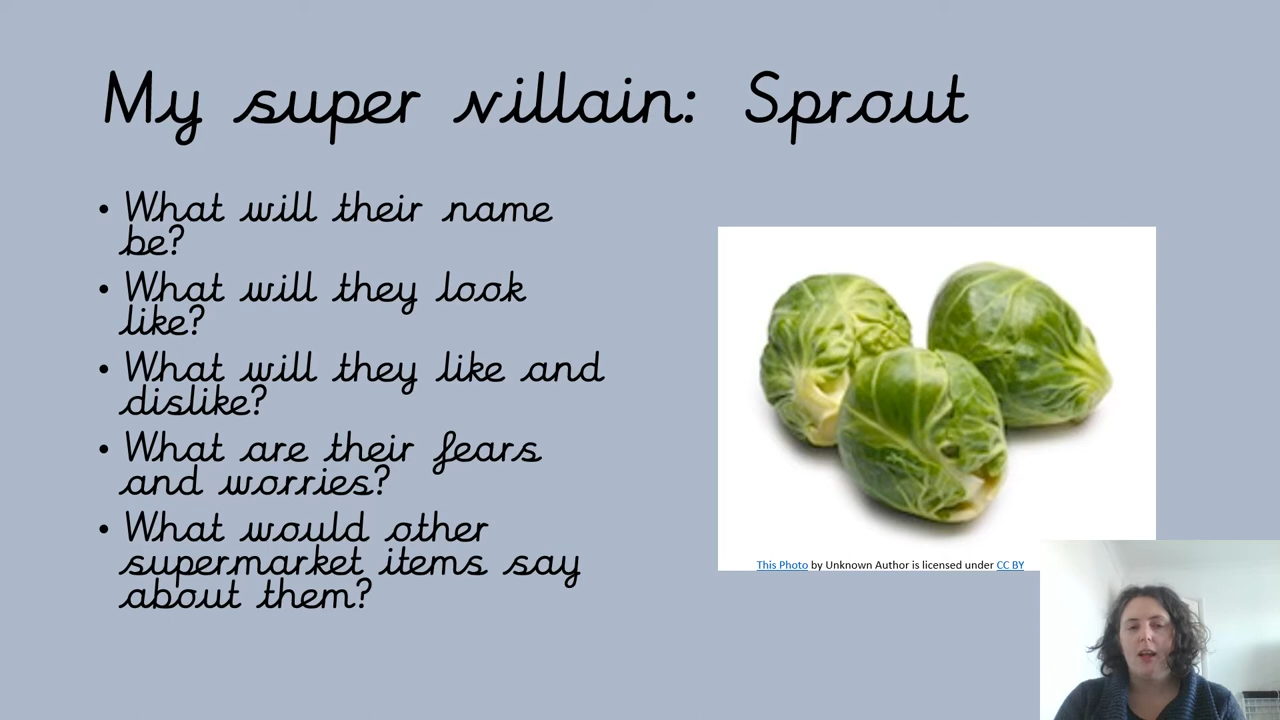 My super villain: Sprout
• What will their name
be?
• What will they look
like?
• What will they like and
dislike?
• What are their fears
and worries?
• What would other
supermarket items say
about them?
This Photo by Unknown Author is licensed under CC BY